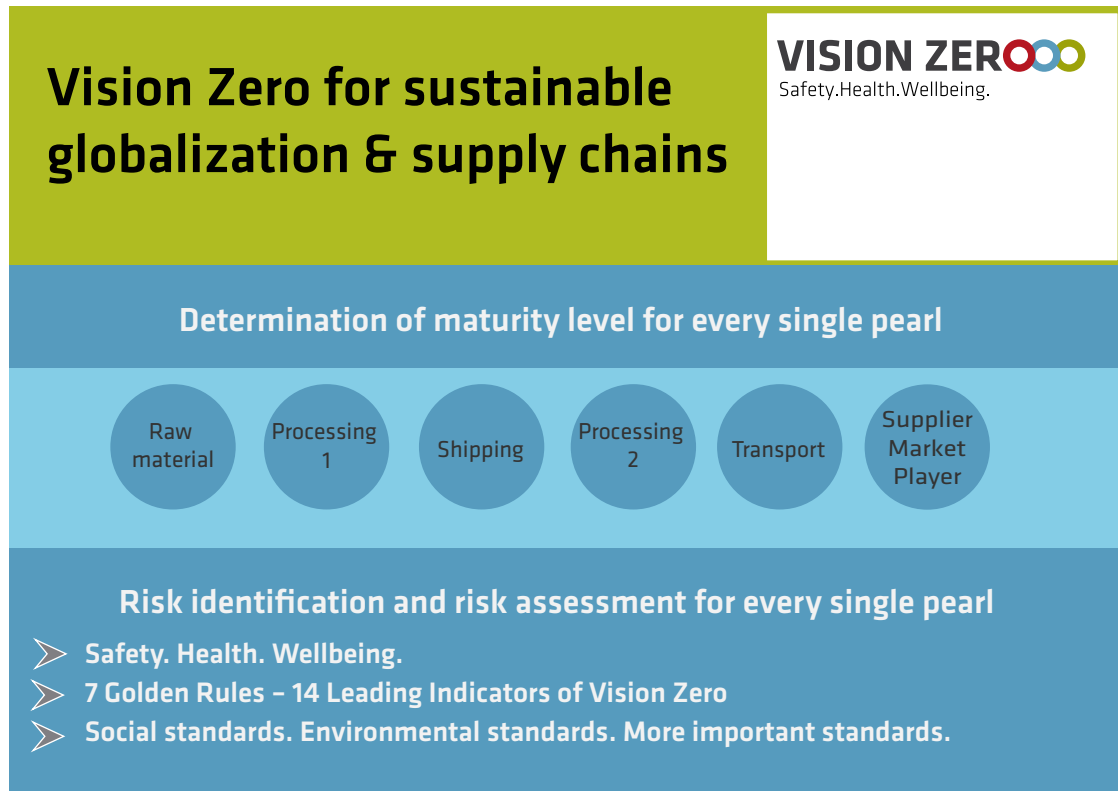 Vision Zero for sustainable
globalization & supply chains
VISION ZERO
Safety.Health.Wellbeing.
Determination of maturity level for every single pearl
Raw
material
Processing
1
Shipping
Processing
2
Transport
Supplier
Market
Player
Risk identification and risk assessment for every single pearl
Safety. Health. Wellbeing.
7 Golden Rules – 14 Leading Indicators of Vision Zero
Social standards. Environmental standards. More important standards.